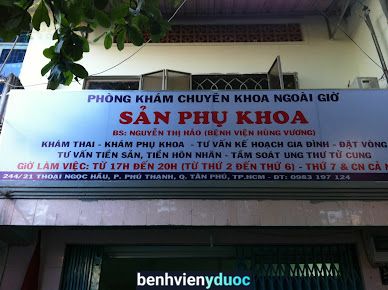 PHÒNG KHÁM CHUYÊN KHOA NGOÀI GIỜ
SẢN PHỤ KHOA
BS: NGUYỄN THỊ HẢO (BỆNH VIỆN HÙNG VƯƠNG)
KHÁM THAI - KHÁM PHỤ KHOA - TƯ VẤN KẾ HOẠCH GIA ĐÌNH - ĐẶT VÒNG
TƯ VẤN TIỀN SẢN, TIỀN HÔN NHÂN - TẦM SOÁT UNG THƯ TỬ CUNG
GIỜ LÀM VIỆC: TỪ 17H ĐẾN 20H (TỪ THỨ 2 ĐẾN THỨ 6) - THỨ 7 & CN CẢ
244/21 THOẠI NGỌC HẦU, P. PHÚ THẠNH, Q. TÂN PHÚ, TP.HCM - ĐT: 0983 197 124
benhvienyduoc